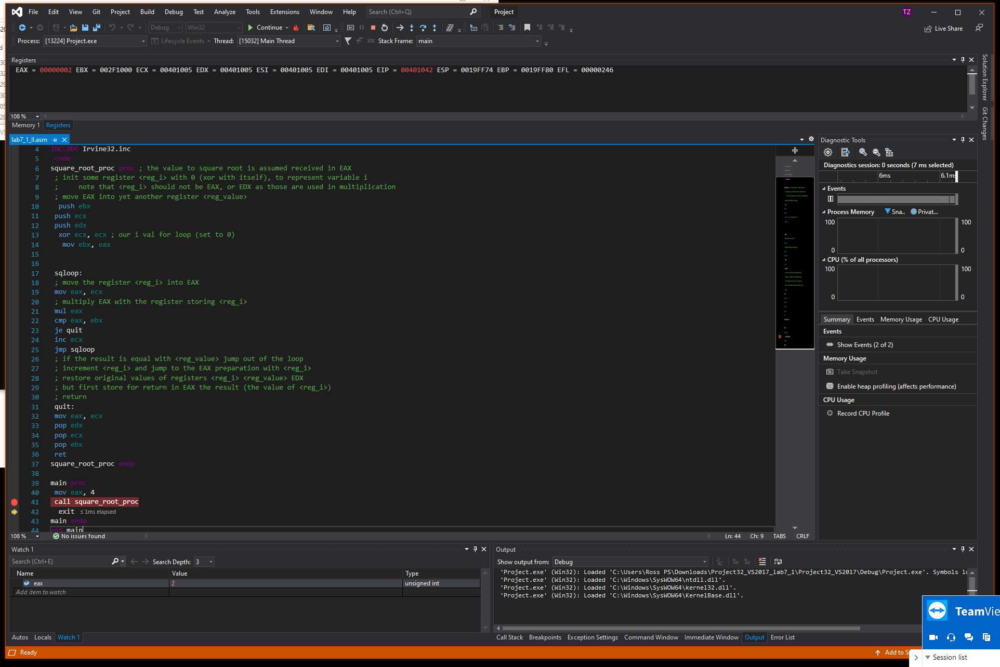 File Edit View Git Project Build Debug Test Analyze Tools Extensions Window Help Search (Ctrl+Q) Project TZ
Debug Win32 Continue Live Share
Process: [13224] Project.exe Lifecycle Events Thread: [15032] Main Thread Stack Frame: main
Registers
EAX = 00000002 EBX = 002F1000 ECX = 00401005 EDX = 00401005 ESI = 00401005 EDI = 00401005 EIP = 00401042 ESP = 0019FF74 EBP = 0019FF80 EFL = 00000246
108 %
Memory 1 Registers
Solution Explorer
Git Changes
lab7_1_ll.asm
4 INCLUDE Irvine32.inc
5 .code
6 square_root_proc proc ; the value to square root is assumed received in EAX
7 ; init some register <reg_i> with 0 (xor with itself), to represent variable i
8 ; note that <reg_i> should not be EAX, or EDX as those are used in multiplication
9 ; move EAX into yet another register <reg_value>
10 push ebx
11 push ecx
12 push edx
13 xor ecx, ecx ; our i val for loop (set to 0)
14 mov ebx, eax
15
16
17 sqloop:
18 ; move the register <reg_i> into EAX
19 mov eax, ecx
20 ; multiply EAX with the register storing <reg_i>
21 mul eax
22 cmp eax, ebx
23 je quit
24 inc ecx
25 jmp sqloop
26 ; if the result is equal with <reg_value> jump out of the loop
27 ; increment <reg_i> and jump to the EAX preparation with <reg_i>
28 ; restore original values of registers <reg_i> <reg_value> EDX
29 ; but first store for return in EAX the result (the value of <reg_i>)
30 ; return
31 quit:
32 mov eax, ecx
33 pop edx
34 pop ecx
35 pop ebx
36 ret
37 square_root_proc endp
38
39 main proc
40 mov eax, 4
41 call square_root_proc
42 exit ≤ 1ms elapsed
43 main endp
44 end main
108 % No issues found Ln: 44 Ch: 9 TABS CRLF
Diagnostic Tools
Diagnostics session: 0 seconds (7 ms selected)
6ms 6.1ms
Events
Process Memory Sna.. Privat...
100 100
0 0
CPU (% of all processors)
100 100
0 0
Summary Events Memory Usage CPU Usage
Events
Show Events (2 of 2)
Memory Usage
Take Snapshot
Enable heap profiling (affects performance)
CPU Usage
Record CPU Profile
Watch 1
Search (Ctrl+E) Search Depth: 3
Name Value Type
eax 2 unsigned int
Add item to watch
Autos Locals Watch 1
Output
Show output from: Debug
'Project.exe' (Win32): Loaded 'C:\Users\Ross PS\Downloads\Project32_VS2017_lab7_1\Project32_VS2017\Debug\Project.exe'. Symbols lo
'Project.exe' (Win32): Loaded 'C:\Windows\SysWOW64\ntdll.dll'.
'Project.exe' (Win32): Loaded 'C:\Windows\SysWOW64\kernel32.dll'.
'Project.exe' (Win32): Loaded 'C:\Windows\SysWOW64\KernelBase.dll'.
Call Stack Breakpoints Exception Settings Command Window Immediate Window Output Error List
Ready Add to S
TeamVie
Session list